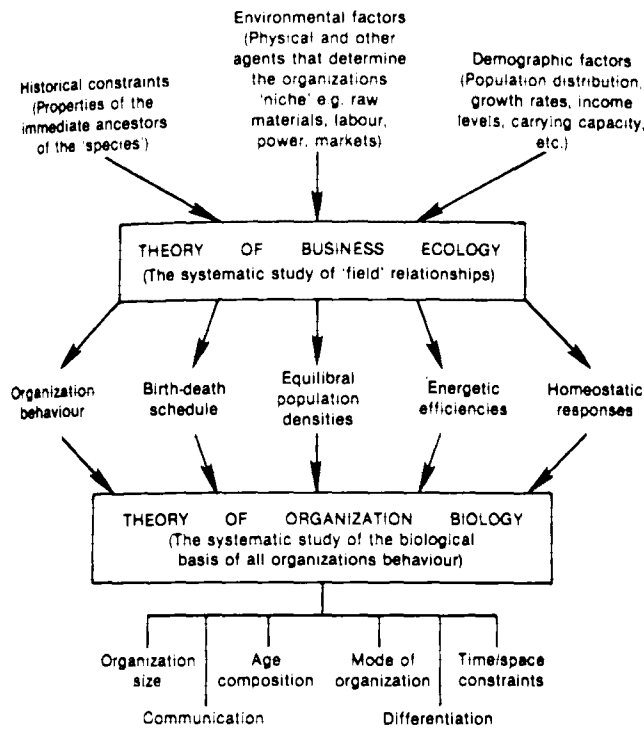 Environmental factors
(Physical and other
agents that determine
the organizations
'niche' e.g. raw
materials, labour,
power, markets)
Historical constraints
(Properties of the
immediate ancestors
of the 'species')
Demographic factors
(Population distribution,
growth rates, income
levels, carrying capacity,
etc.)
THEORY OF BUSINESS ECOLOGY
(The systematic study of 'field' relationships)
Organization
behaviour
Birth-death
schedule
Equilibral
population
densities
Energetic
efficiencies
Homeostatic
responses
THEORY OF ORGANIZATION BIOLOGY
(The systematic study of the biological
basis of all organizations behaviour)
Organization
size
Age
composition
Mode of
organization
Time/space
constraints
Communication
Differentiation